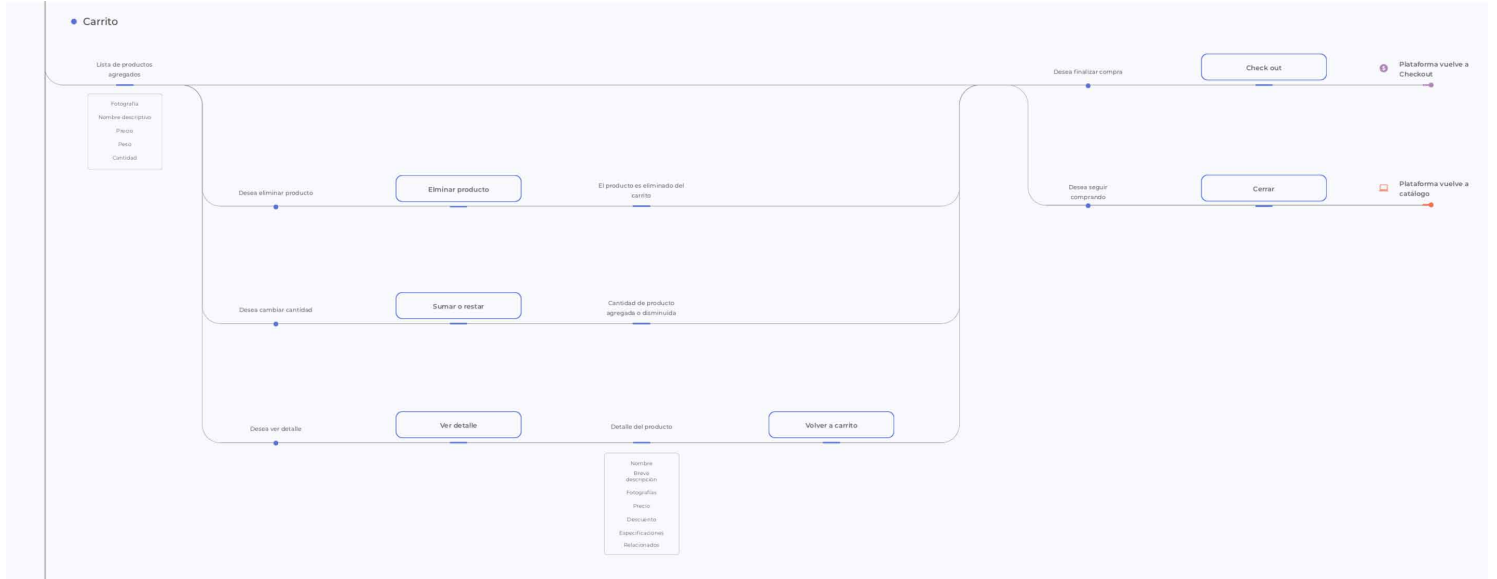 Carrito
Lista de productos
agregados
Fotografía
Nombre descriptivo
Precio
Peso
Cantidad
Desea finalizar compra
Check out
$
Plataforma vuelve a
Checkout
Desea eliminar producto
Elminar producto
El producto es eliminado del
carrito
Desea seguir
comprando
Cerrar
Plataforma vuelve a
catálogo
Desea cambiar cantidad
Sumar o restar
Cantidad de producto
agregada o disminuida
Desea ver detalle
Ver detalle
Detalle del producto
Volver a carrito
Nombre
Breve
descripción
Fotografías
Precio
Descuento
Especificaciones
Relacionados